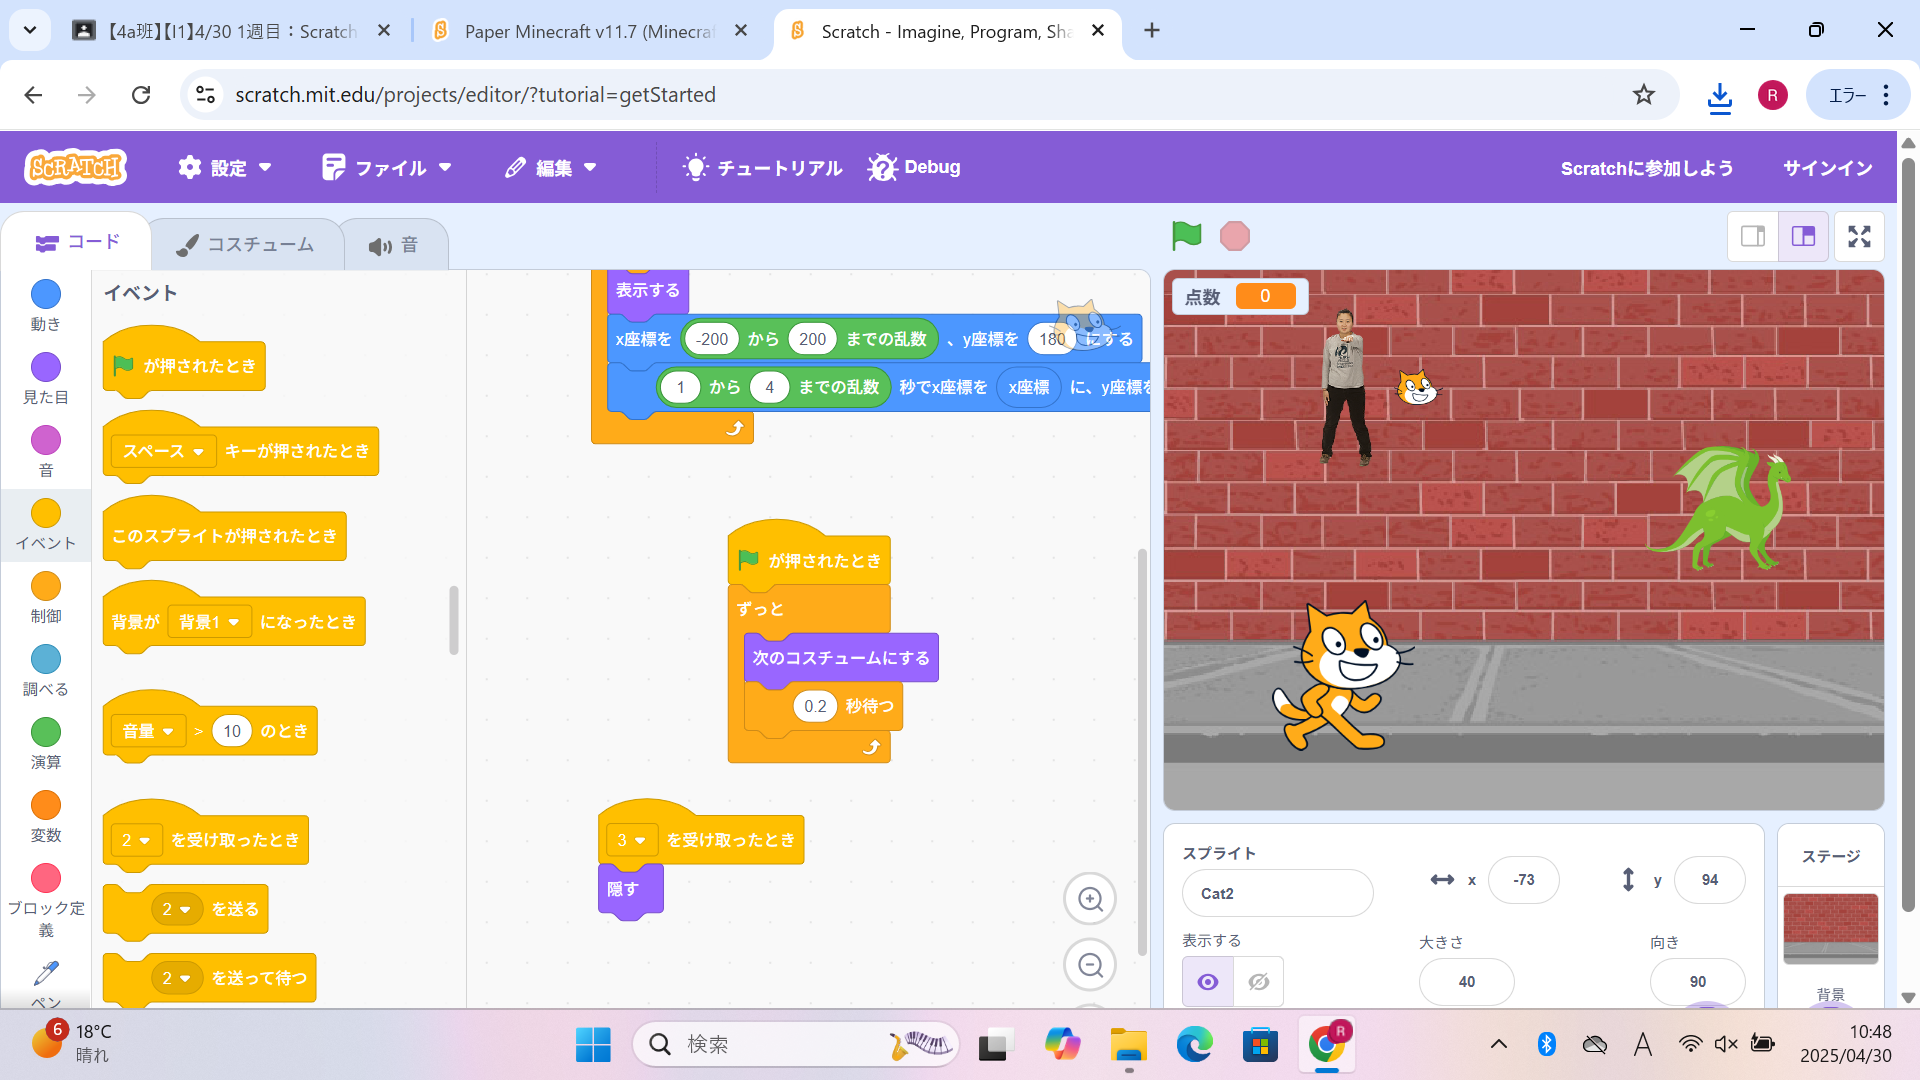 【4a班】【I1】4/30 1週目：Scratch
Paper Minecraft v11.7 (Minecra
Scratch - Imagine, Program, Sha
scratch.mit.edu/projects/editor/?tutorial=getStarted
R
エラー
SCRATCH
設定
ファイル
編集
チュートリアル
Debug
Scratchに参加しよう
サインイン
コード
コスチューム
音
動き
見た目
音
イベント
制御
調べる
演算
変数
ブロック定義
ペン
イベント
が押されたとき
スペース キーが押されたとき
このスプライトが押されたとき
背景が 背景1 になったとき
音量 > 10 のとき
2 を受け取ったとき
2 を送る
2 を送って待つ
表示する
x座標を -200 から 200 までの乱数 、y座標を 180 にする
1 から 4 までの乱数 秒でx座標を x座標 に、y座標を
が押されたとき
ずっと
次のコスチュームにする
0.2 秒待つ
3 を受け取ったとき
隠す
点数 0
スプライト
Cat2
x -73
y 94
表示する
大きさ
40
向き
90
ステージ
背景
6
18°C
晴れ
検索
R
A
10:48
2025/04/30